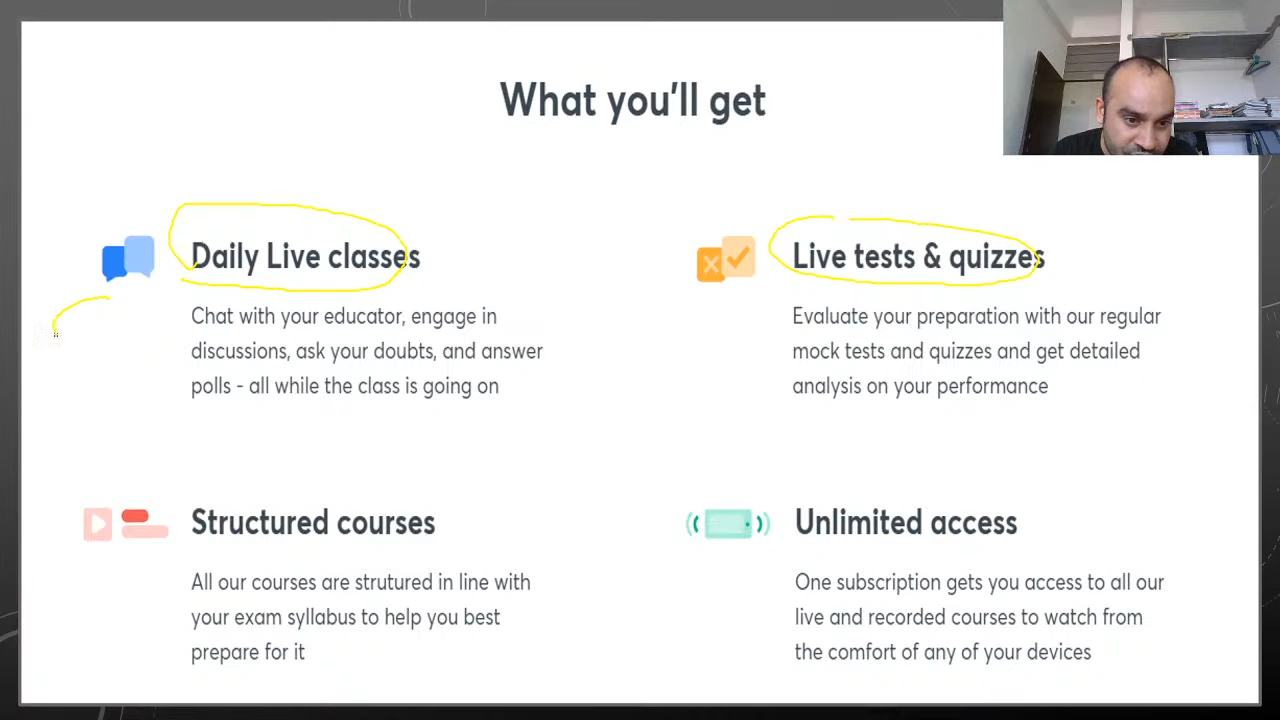 What you'll get
Daily Live classes
Chat with your educator, engage in
discussions, ask your doubts, and answer
polls - all while the class is going on
Live tests & quizzes
Evaluate your preparation with our regular
mock tests and quizzes and get detailed
analysis on your performance
Structured courses
All our courses are strutured in line with
your exam syllabus to help you best
prepare for it
Unlimited access
One subscription gets you access to all our
live and recorded courses to watch from
the comfort of any of your devices